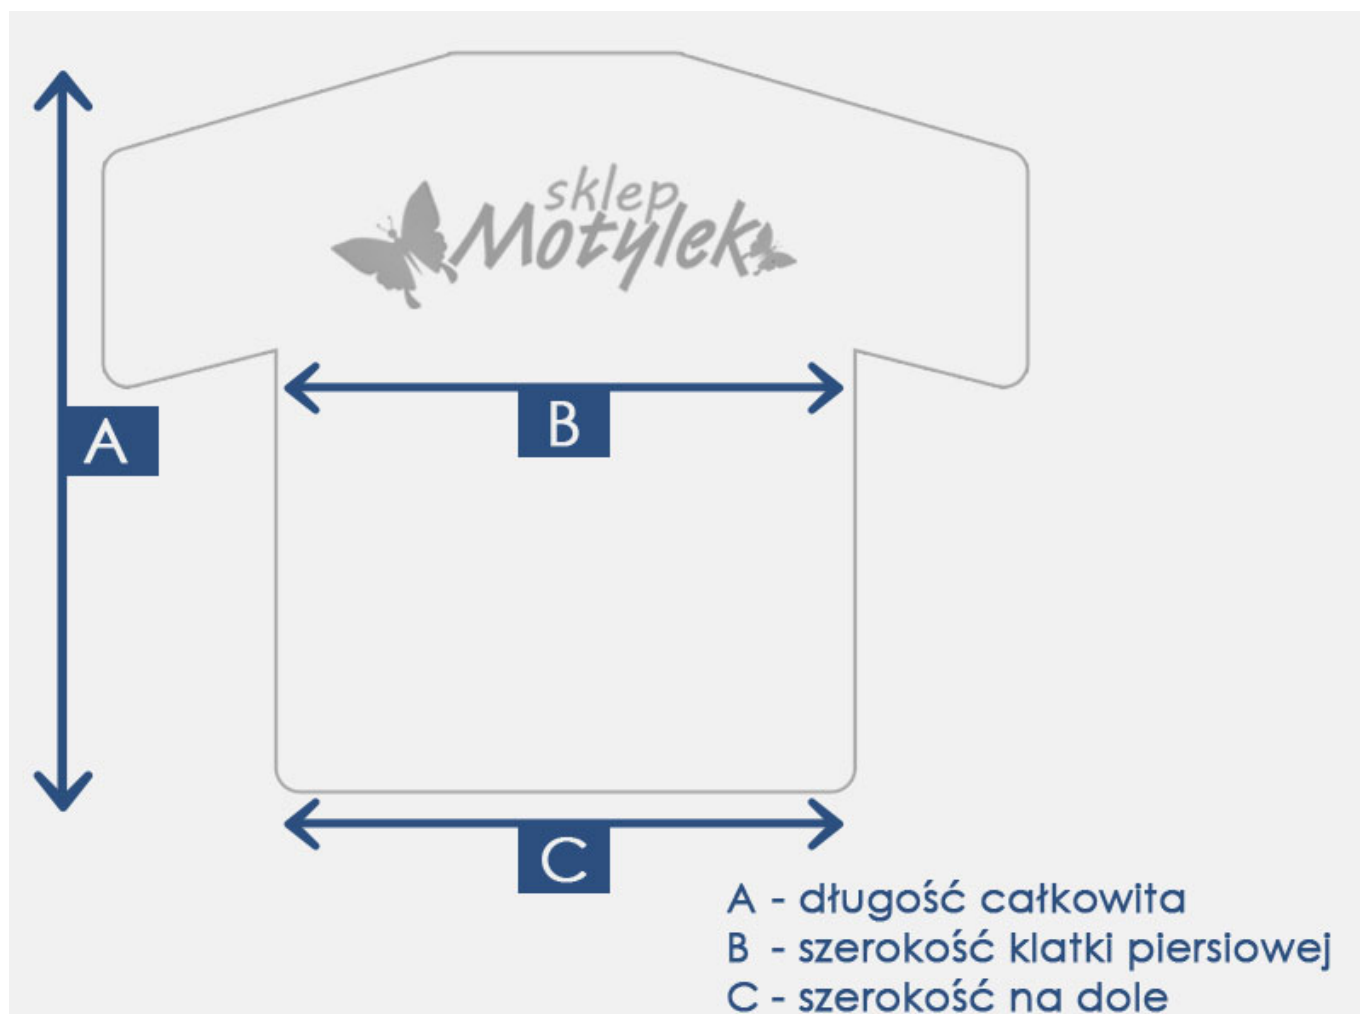 sklep
Motylek
A
B
C
A - długość całkowita
B - szerokość klatki piersiowej
C - szerokość na dole